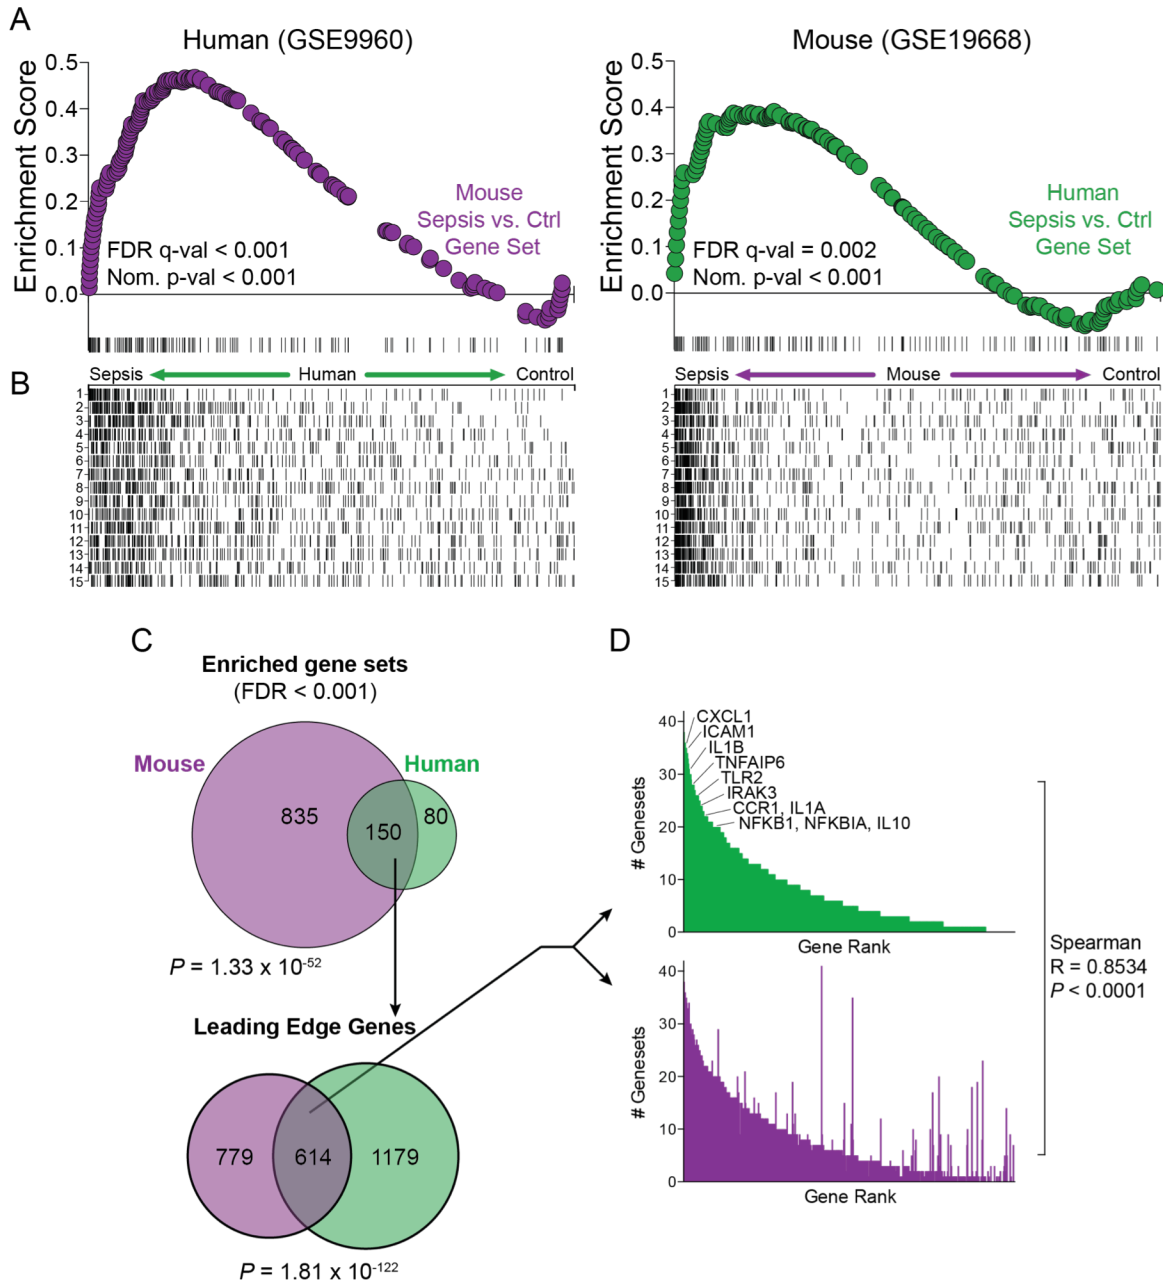 A
Human (GSE9960)
Enrichment Score
0.5
0.4
0.3
0.2
0.1
0.0
Mouse
Sepsis vs. Ctrl
Gene Set
FDR q-val < 0.001
Nom. p-val < 0.001
Mouse (GSE19668)
Enrichment Score
0.5
0.4
0.3
0.2
0.1
0.0
Human
Sepsis vs. Ctrl
Gene Set
FDR q-val = 0.002
Nom. p-val < 0.001
B
Sepsis Human Control
1
2
3
4
5
6
7
8
9
10
11
12
13
14
15
Sepsis Mouse Control
1
2
3
4
5
6
7
8
9
10
11
12
13
14
15
C
Enriched gene sets
(FDR < 0.001)
Mouse
Human
835
150
80
P = 1.33 x 10-52
Leading Edge Genes
779
614
1179
P = 1.81 x 10-122
D
# Genesets
40
30
20
10
0
CXCL1
ICAM1
IL1B
TNFAIP6
TLR2
IRAK3
CCR1, IL1A
NFKB1, NFKBIA, IL10
Gene Rank
# Genesets
40
30
20
10
0
Gene Rank
Spearman
R = 0.8534
P < 0.0001